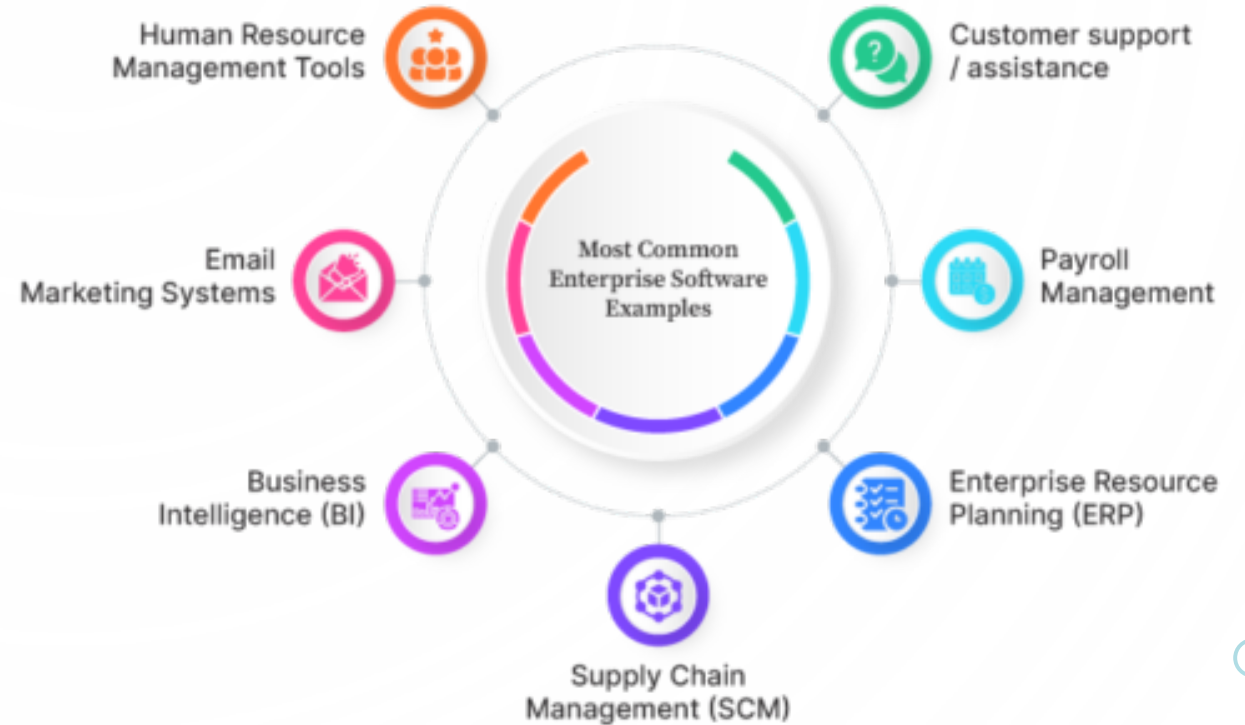 Human Resource
Management Tools
Customer support
/ assistance
Most Common
Enterprise Software
Examples
Email
Marketing Systems
Payroll
Management
Business
Intelligence (BI)
Enterprise Resource
Planning (ERP)
Supply Chain
Management (SCM)